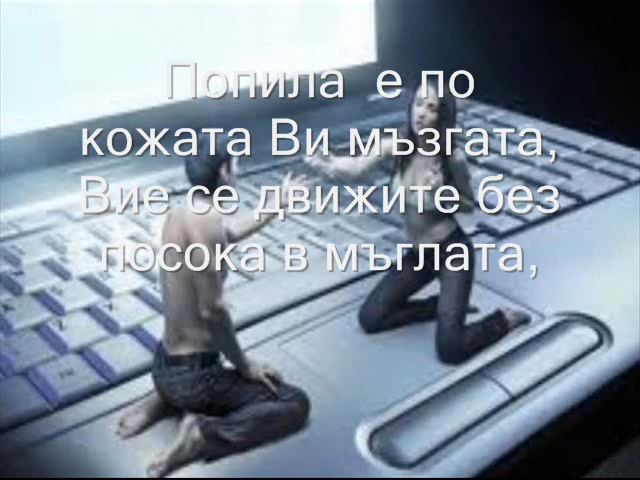 Попила е по
кожата Ви мъзгата,
Вие се движите без
посока в мъглата,